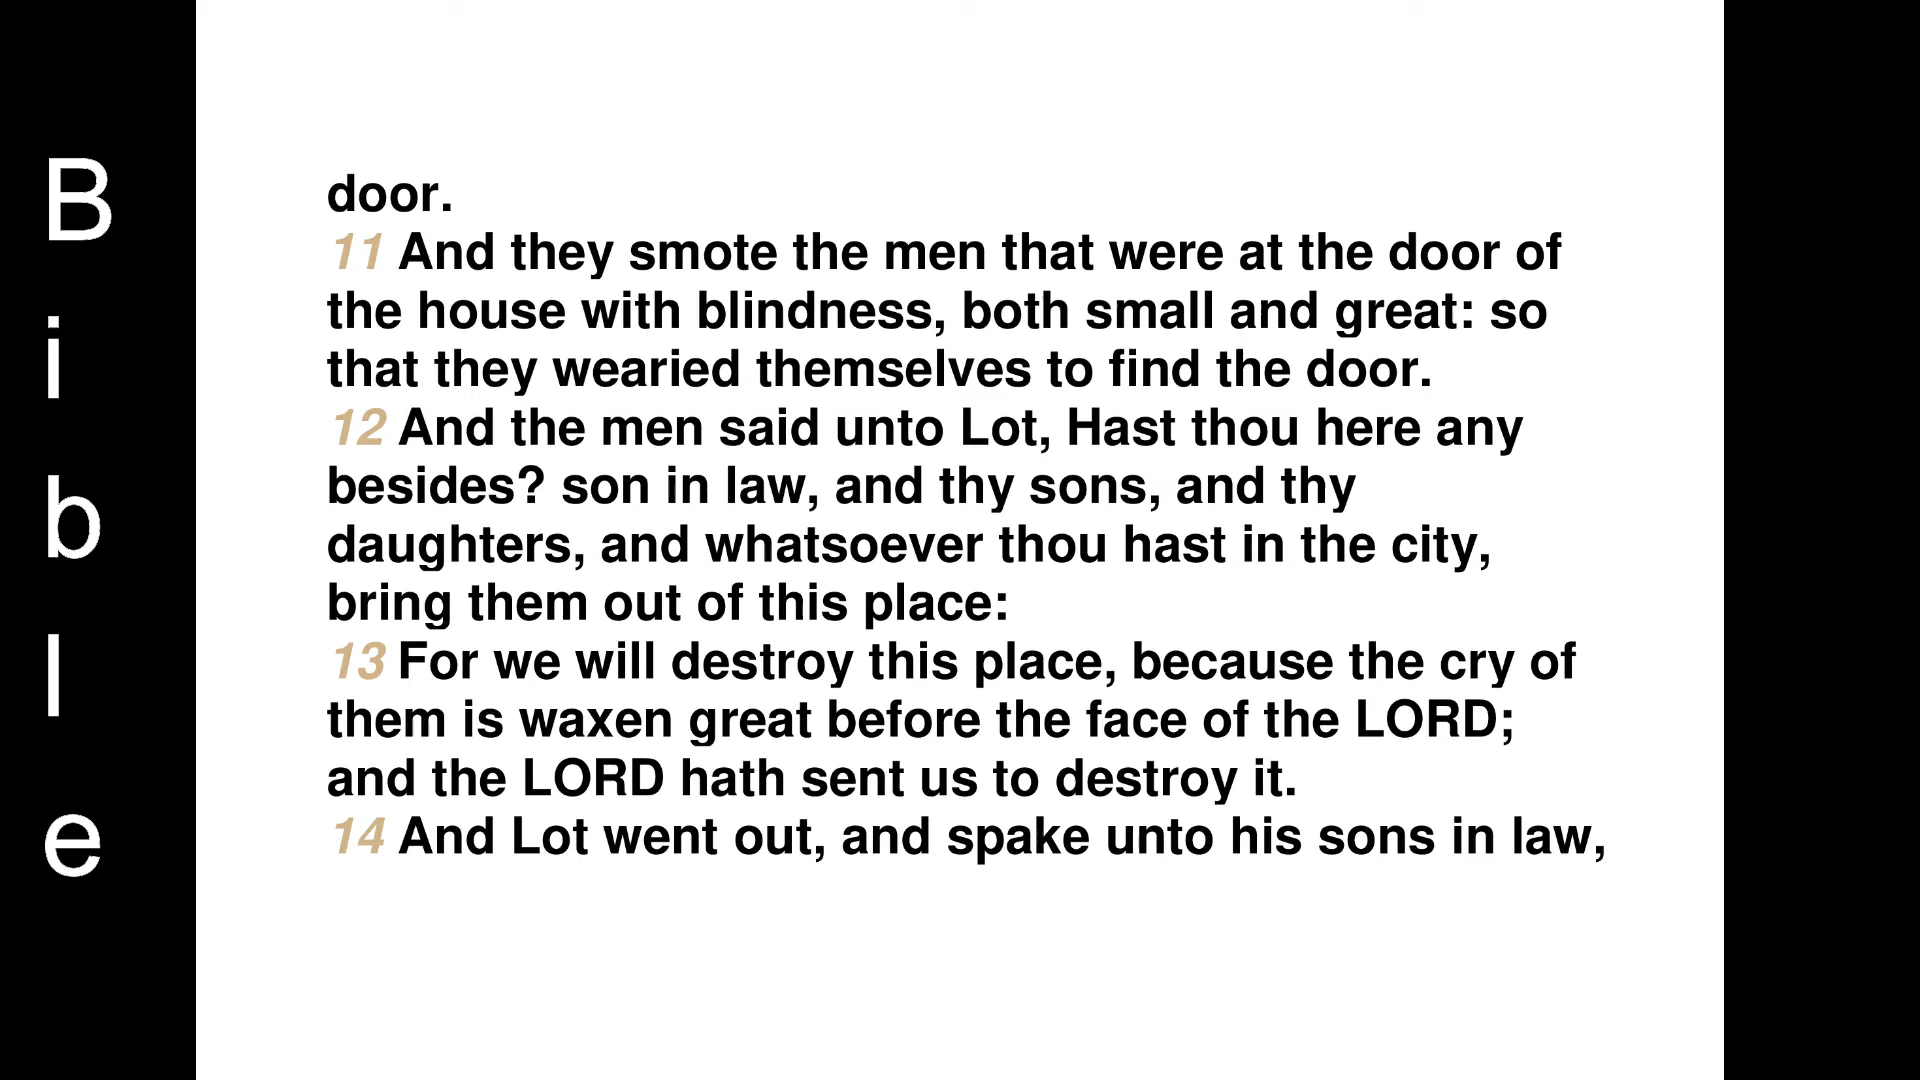 Bible
door.
11 And they smote the men that were at the door of
the house with blindness, both small and great: so
that they wearied themselves to find the door.
12 And the men said unto Lot, Hast thou here any
besides? son in law, and thy sons, and thy
daughters, and whatsoever thou hast in the city,
bring them out of this place:
13 For we will destroy this place, because the cry of
them is waxen great before the face of the LORD;
and the LORD hath sent us to destroy it.
14 And Lot went out, and spake unto his sons in law,